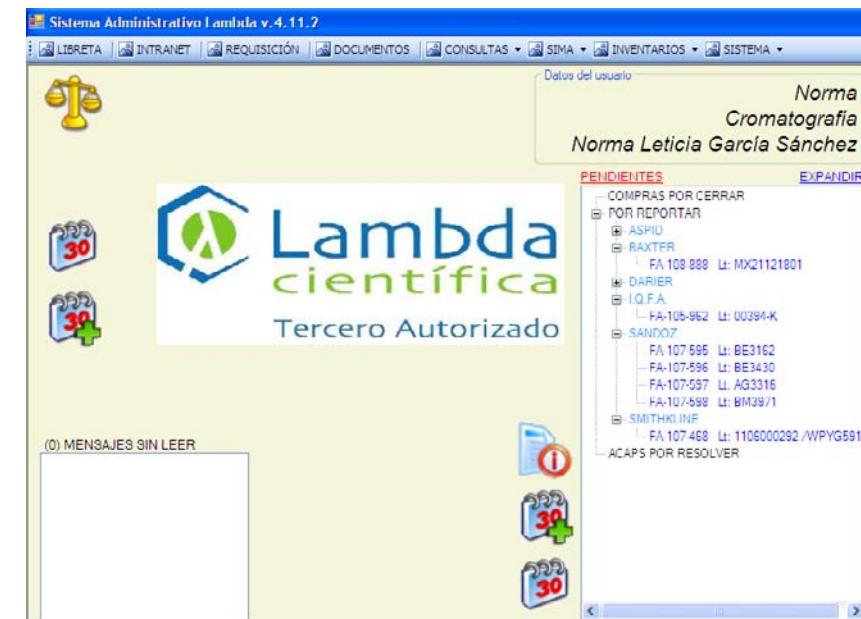 Sistema Administrativo Lambda v.4.11.2
LIBRETA INTRANET REQUISICIÓN DOCUMENTOS CONSULTAS SIMA INVENTARIOS SISTEMA
Datos del usuario
Norma
Cromatografia
Norma Leticia García Sánchez
PENDIENTES EXPANDIR
COMPRAS POR CERRAR
POR REPORTAR
ASPID
BAXTER
FA-108-888 Lt: MX21121801
DARIER
I.Q.F.A.
FA-105-962 Lt: 00394-K
SANDOZ
FA-107-595 Lt: BE3162
FA-107-596 Lt: BE3430
FA-107-597 Lt: AG3316
FA-107-598 Lt: BM3971
SMITHKLINE
FA-107-468 Lt: 1106000292 /WPYG591
ACAPS POR RESOLVER
30
Lambda
científica
Tercero Autorizado
30
(0) MENSAJES SIN LEER
30
30